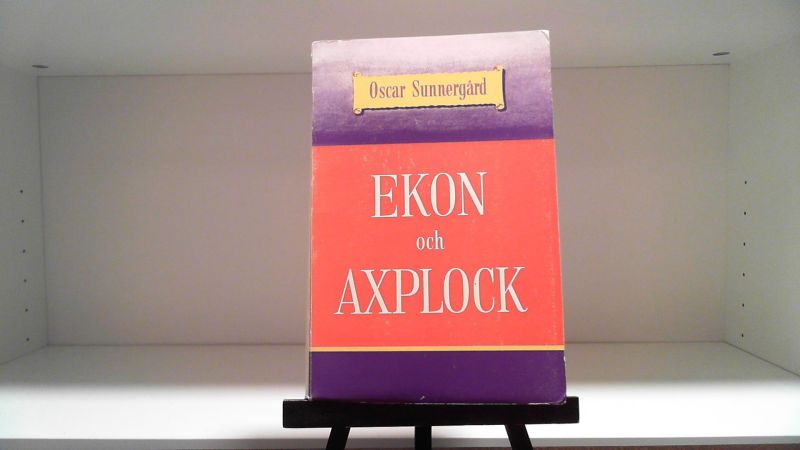 Oscar Sunnergård
EKON
och
AXPLOCK